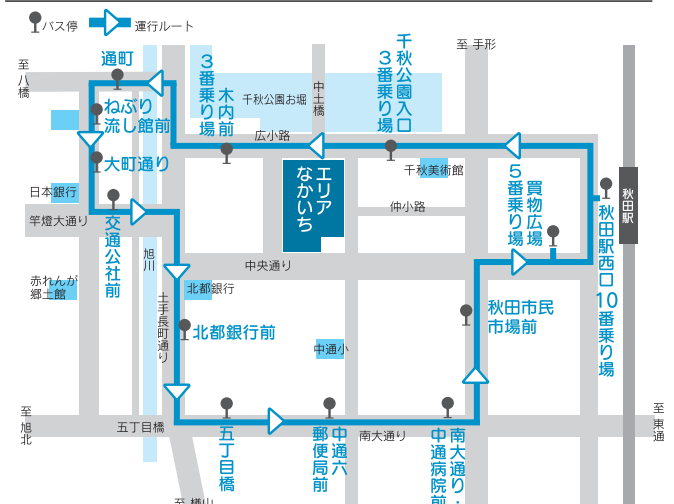 バス停
運行ルート
至 手形
至 八橋
通町
3番乗り場
木内前
千秋公園お堀
中土橋
千秋公園入口
3番乗り場
ねぶり
流し館前
広小路
大町通り
エリア
なかいち
千秋美術館
買物広場
5番乗り場
秋田駅
日本銀行
竿燈大通り
交通公社前
仲小路
秋田駅西口 10番乗り場
旭川
中央通り
赤れんが
郷土館
北都銀行
土手長町通り
北都銀行前
秋田市民
市場前
中通小
至 旭北
五丁目橋
五丁目橋
中通六
郵便局前
南大通り
南大通り・
中通病院前
至 東通
至 楢山